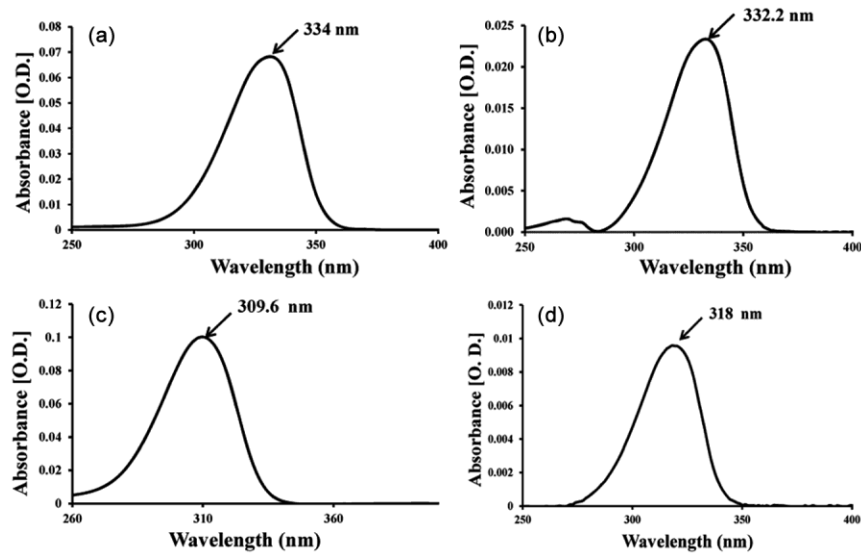 (a)
334 nm
Absorbance [O.D.]
0.08
0.07
0.06
0.05
0.04
0.03
0.02
0.01
0
250 300 350 400
Wavelength (nm)
(b)
332.2 nm
Absorbance [O.D.]
0.025
0.020
0.015
0.010
0.005
0.000
250 300 350 400
Wavelength (nm)
(c)
309.6 nm
Absorbance [O.D.]
0.12
0.1
0.08
0.06
0.04
0.02
0
260 310 360
Wavelength (nm)
(d)
318 nm
Absorbance [O. D.]
0.012
0.01
0.008
0.006
0.004
0.002
0
250 300 350 400
Wavelength (nm)